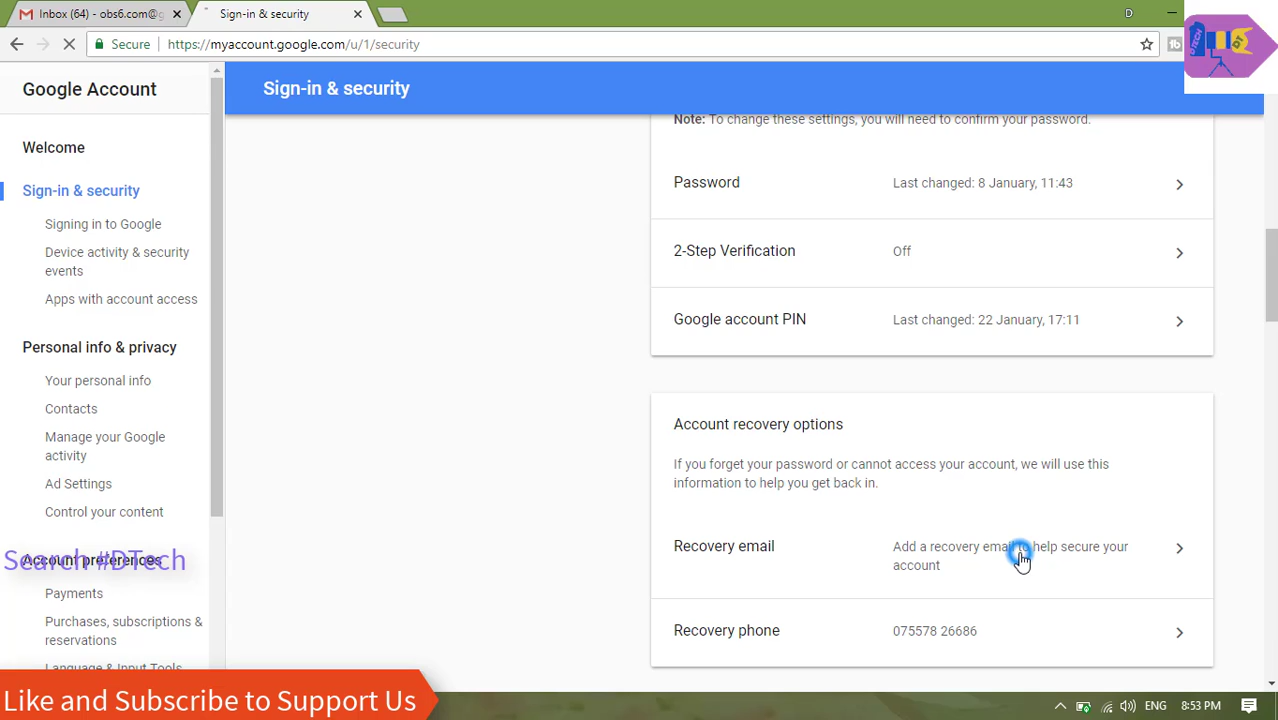 Inbox (64) - obs6.com@g
Sign-in & security
D
Secure
https://myaccount.google.com/u/1/security
DTECH
DT
Google Account
Sign-in & security
Welcome
Sign-in & security
Signing in to Google
Device activity & security
events
Apps with account access
Personal info & privacy
Your personal info
Contacts
Manage your Google
activity
Ad Settings
Control your content
Account preferences
Search #DTech
Payments
Purchases, subscriptions &
reservations
Language & Input Tools
Note: To change these settings, you will need to confirm your password.
Password
Last changed: 8 January, 11:43
2-Step Verification
Off
Google account PIN
Last changed: 22 January, 17:11
Account recovery options
If you forget your password or cannot access your account, we will use this
information to help you get back in.
Recovery email
Add a recovery email to help secure your
account
Recovery phone
075578 26686
Like and Subscribe to Support Us
ENG
8:53 PM